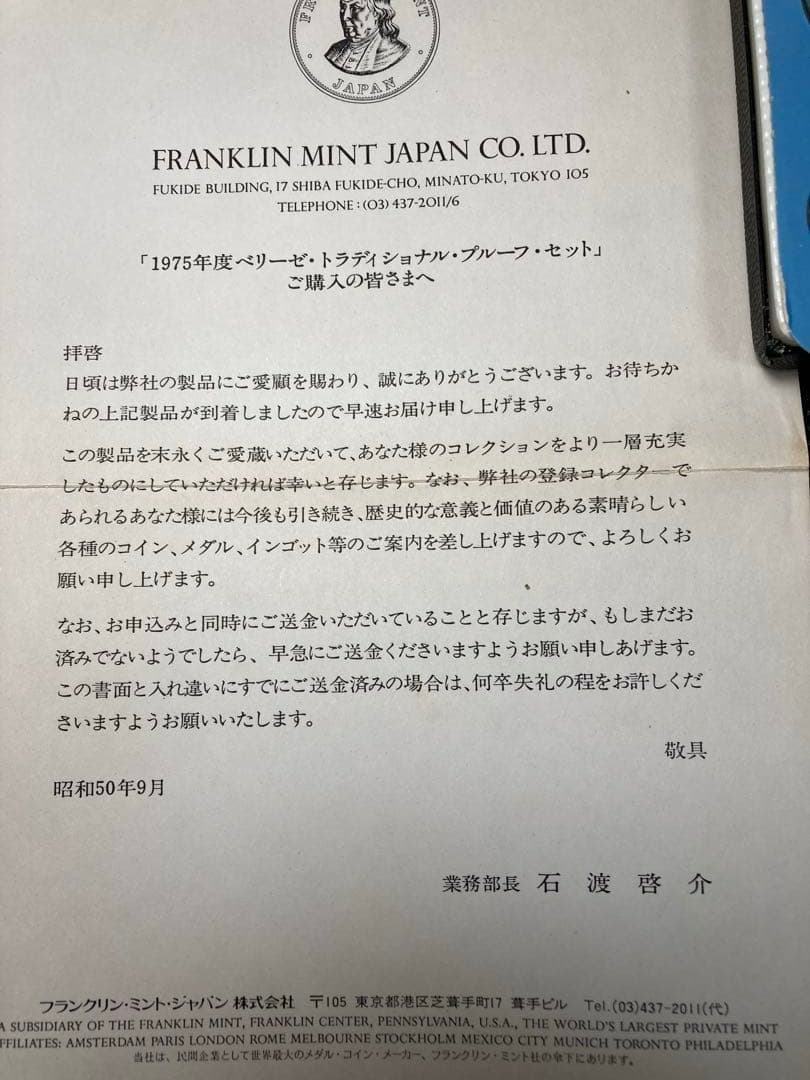 JAPAN
FRANKLIN MINT JAPAN CO. LTD.
FUKIDE BUILDING, 17 SHIBA FUKIDE-CHO, MINATO-KU, TOKYO 105
TELEPHONE : (03) 437-2011/6
「1975年度ベリーゼ・トラディショナル・プルーフ・セット」
ご購入の皆さまへ
拝啓
日頃は弊社の製品にご愛顧を賜わり、誠にありがとうございます。お待ちか
ねの上記製品が到着しましたので早速お届け申し上げます。
この製品を末永くご愛蔵いただいて、あなた様のコレクションをより一層充実
したものにしていただければ幸いと存じます。なお、弊社の登録コレクターで
あられるあなた様には今後も引き続き、歴史的な意義と価値のある素晴らしい
各種のコイン、メダル、インゴット等のご案内を差し上げますので、よろしくお
願い申し上げます。
なお、お申込みと同時にご送金いただいていることと存じますが、もしまだお
済みでないようでしたら、早急にご送金くださいますようお願い申しあげます。
この書面と入れ違いにすでにご送金済みの場合は、何卒失礼の程をお許しくだ
さいますようお願いいたします。
敬具
昭和50年9月
業務部長 石渡啓介
フランクリン・ミント・ジャパン 株式会社 〒105 東京都港区芝葺手町17 葺手ビル Tel.(03)437-2011(代)
A SUBSIDIARY OF THE FRANKLIN MINT, FRANKLIN CENTER, PENNSYLVANIA, U.S.A., THE WORLD'S LARGEST PRIVATE MINT
FFILIATES: AMSTERDAM PARIS LONDON ROME MELBOURNE STOCKHOLM MEXICO CITY MUNICH TORONTO PHILADELPHIA
当社は、民間企業として世界最大のメダル・コイン・メーカー、フランクリン・ミント社の傘下にあります。